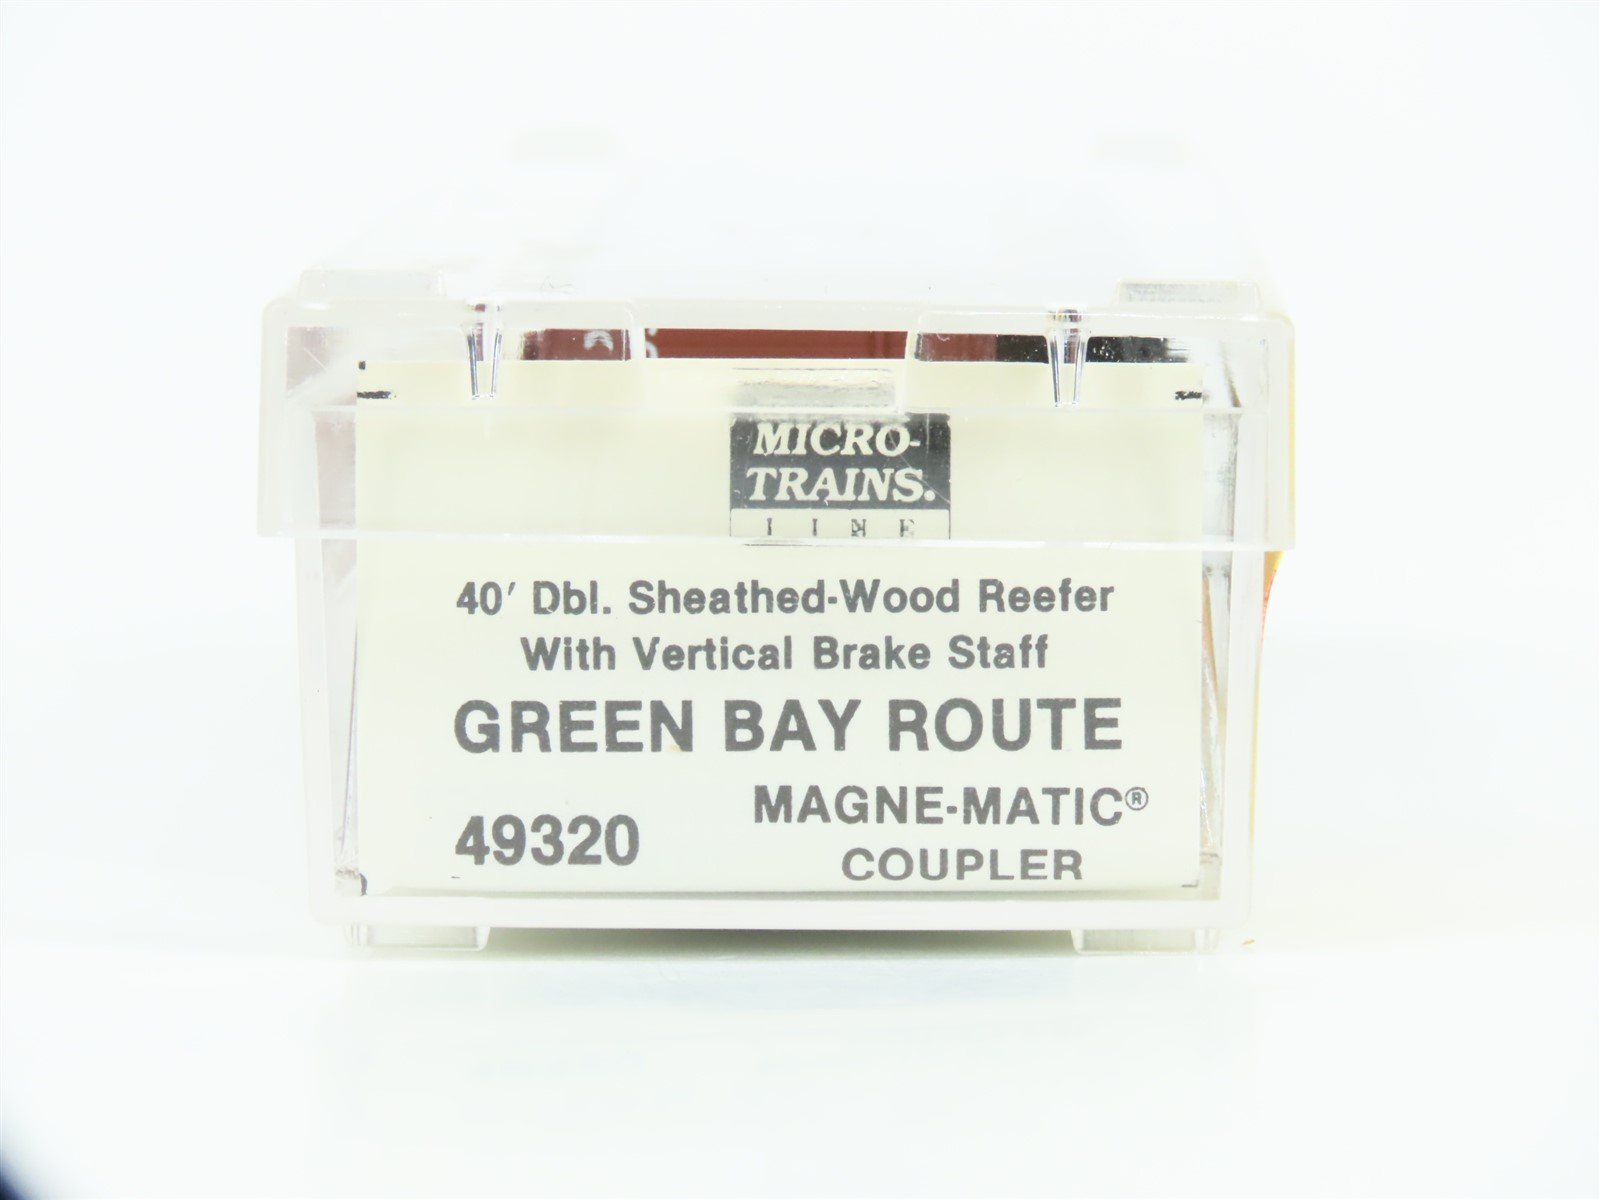 MICRO-
TRAINS®
LINE
40' Dbl. Sheathed-Wood Reefer
With Vertical Brake Staff
GREEN BAY ROUTE
49320
MAGNE-MATIC®
COUPLER